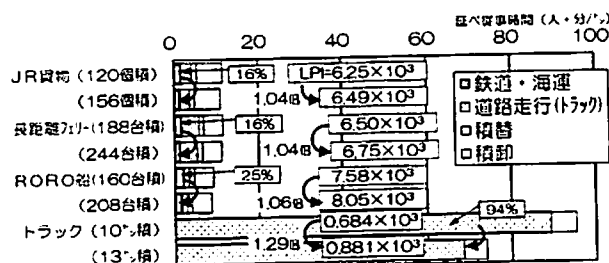 延べ従事時間 (人・分/㌧)
0 20 40 60 80 100
JR貨物 (120個積) 16% LPI=6.25×10³
(156個積) 1.04倍 6.49×10³
長距離フェリー(188台積) 16% 6.50×10³
(244台積) 1.04倍 6.75×10³
RORO船(160台積) 25% 7.58×10³
(208台積) 1.06倍 8.05×10³
トラック (10㌧積) 0.684×10³ 94%
(13㌧積) 1.29倍 0.881×10³
鉄道・海運
道路走行(トラック)
積替
積卸